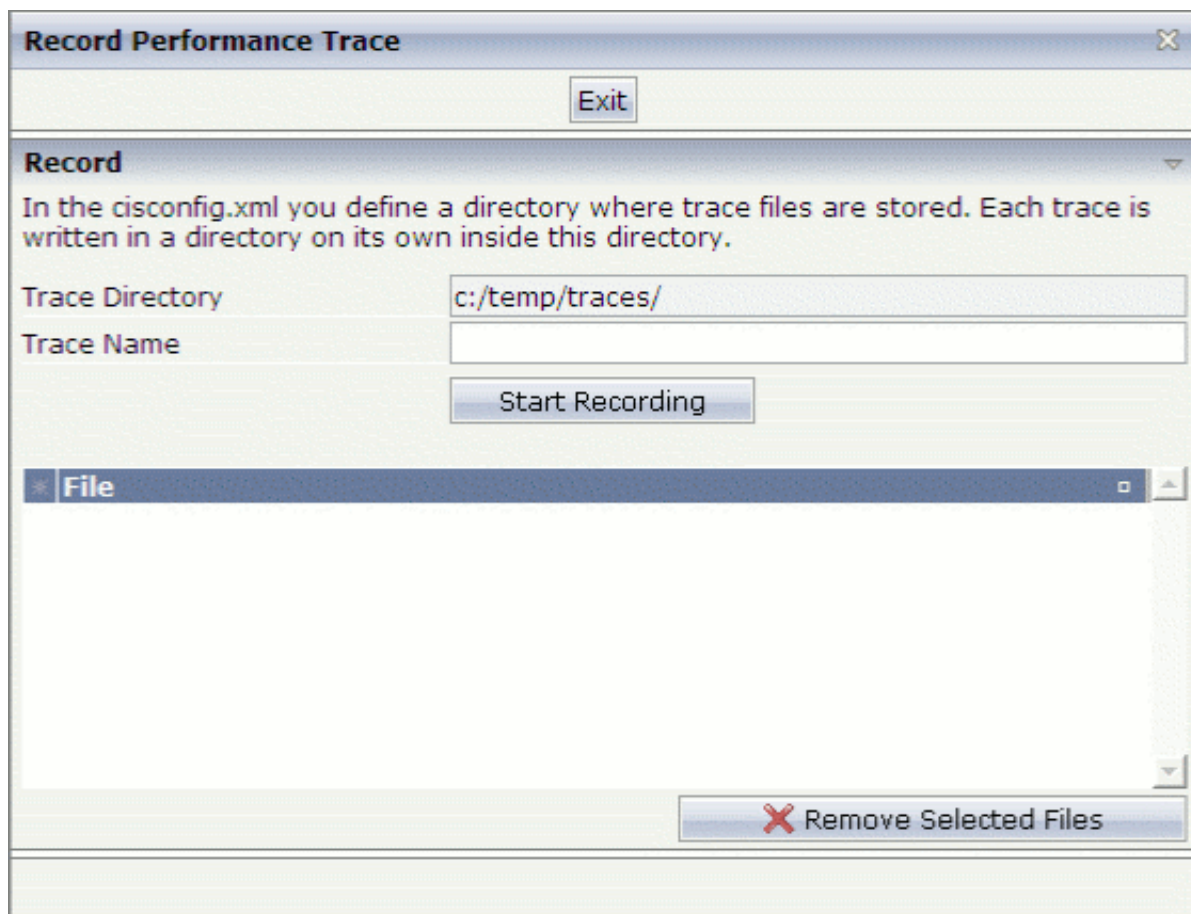 Record Performance Trace
Exit
Record
In the cisconfig.xml you define a directory where trace files are stored. Each trace is
written in a directory on its own inside this directory.
Trace Directory
c:/temp/traces/
Trace Name
Start Recording
File
Remove Selected Files